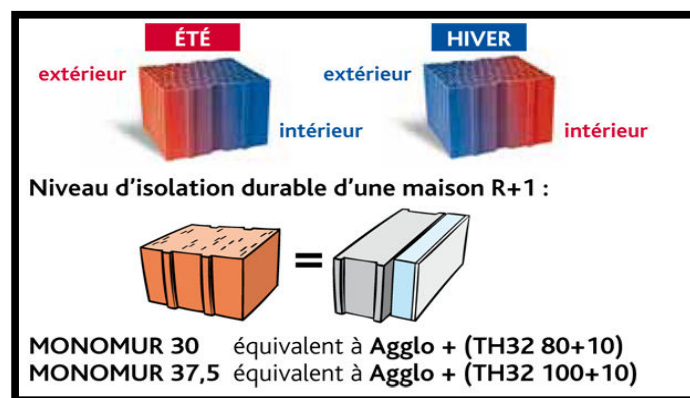 ÉTÉ HIVER
extérieur extérieur
intérieur intérieur
Niveau d’isolation durable d’une maison R+1 :
=
MONOMUR 30 équivalent à Agglo + (TH32 80+10)
MONOMUR 37,5 équivalent à Agglo + (TH32 100+10)